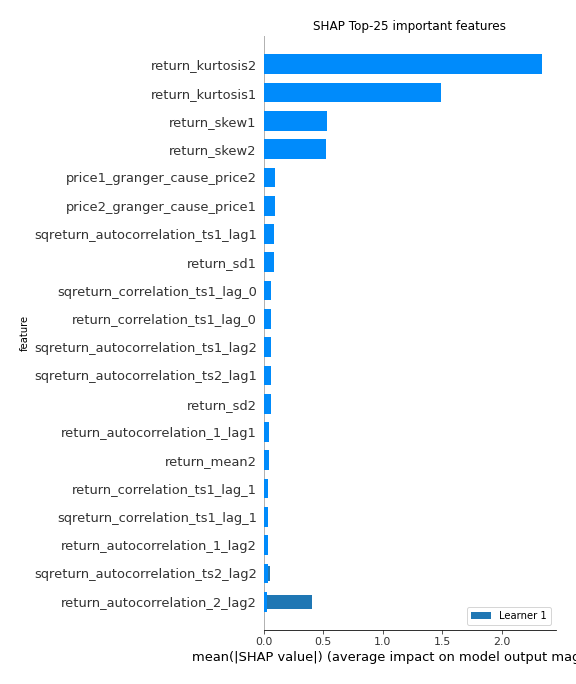 SHAP Top-25 important features
return_kurtosis2
return_kurtosis1
return_skew1
return_skew2
price1_granger_cause_price2
price2_granger_cause_price1
sqreturn_autocorrelation_ts1_lag1
return_sd1
sqreturn_correlation_ts1_lag_0
return_correlation_ts1_lag_0
feature
sqreturn_autocorrelation_ts1_lag2
sqreturn_autocorrelation_ts2_lag1
return_sd2
return_autocorrelation_1_lag1
return_mean2
return_correlation_ts1_lag_1
sqreturn_correlation_ts1_lag_1
return_autocorrelation_1_lag2
sqreturn_autocorrelation_ts2_lag2
return_autocorrelation_2_lag2
Learner 1
0.0 0.5 1.0 1.5 2.0
mean(|SHAP value|) (average impact on model output mag